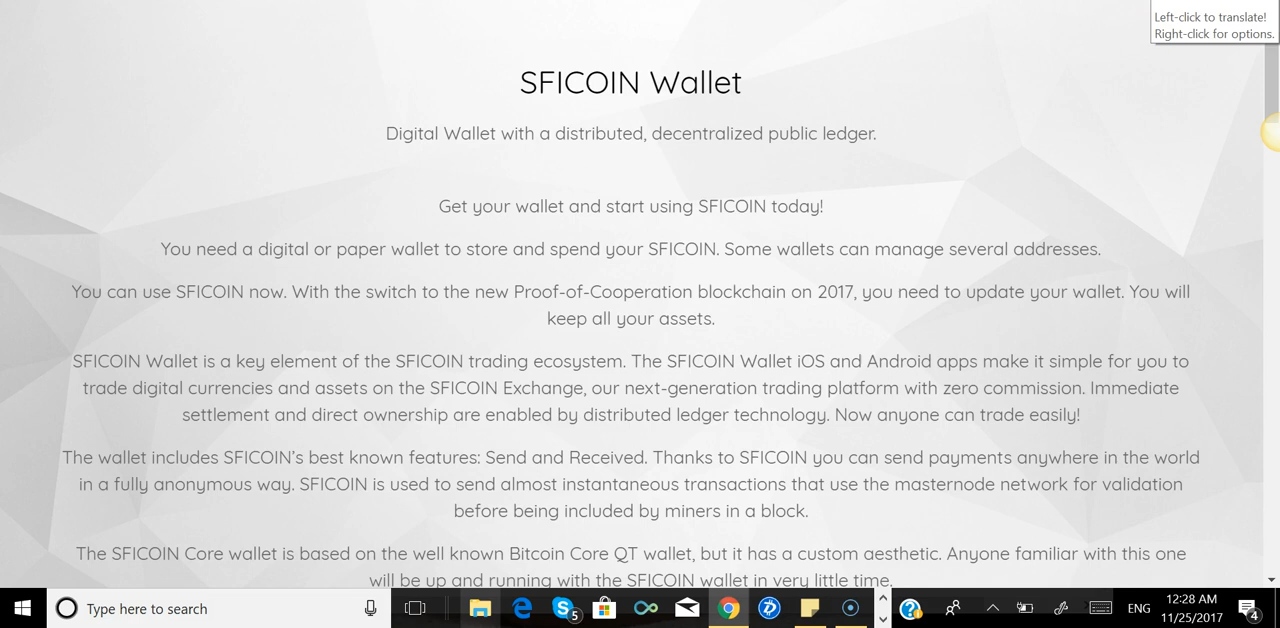 Left-click to translate!
Right-click for options.
SFICOIN Wallet
Digital Wallet with a distributed, decentralized public ledger.
Get your wallet and start using SFICOIN today!
You need a digital or paper wallet to store and spend your SFICOIN. Some wallets can manage several addresses.
You can use SFICOIN now. With the switch to the new Proof-of-Cooperation blockchain on 2017, you need to update your wallet. You will
keep all your assets.
SFICOIN Wallet is a key element of the SFICOIN trading ecosystem. The SFICOIN Wallet iOS and Android apps make it simple for you to
trade digital currencies and assets on the SFICOIN Exchange, our next-generation trading platform with zero commission. Immediate
settlement and direct ownership are enabled by distributed ledger technology. Now anyone can trade easily!
The wallet includes SFICOIN’s best known features: Send and Received. Thanks to SFICOIN you can send payments anywhere in the world
in a fully anonymous way. SFICOIN is used to send almost instantaneous transactions that use the masternode network for validation
before being included by miners in a block.
The SFICOIN Core wallet is based on the well known Bitcoin Core QT wallet, but it has a custom aesthetic. Anyone familiar with this one
will be up and running with the SFICOIN wallet in very little time.
Type here to search
5
ENG
12:28 AM
11/25/2017
4